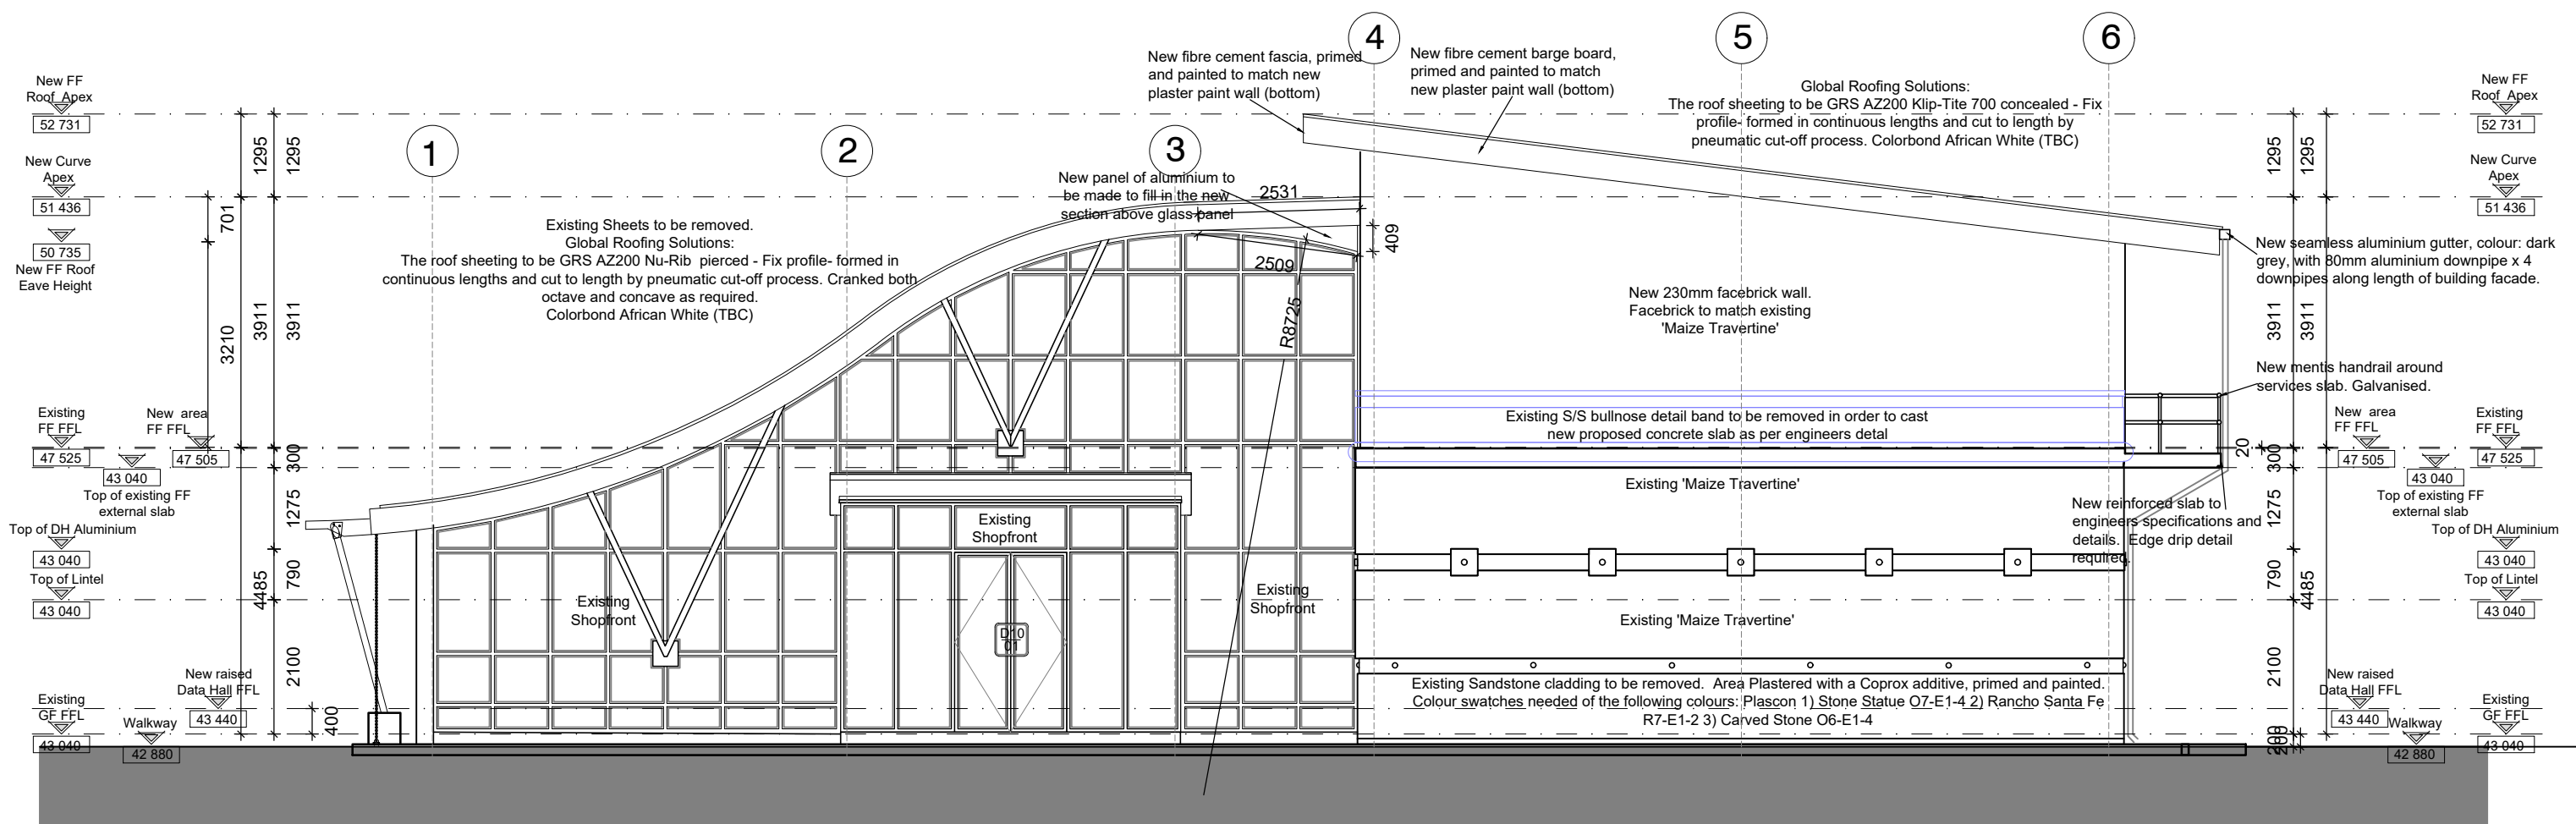 4
5
6
New fibre cement fascia, primed
and painted to match new
plaster paint wall (bottom)
New fibre cement barge board,
primed and painted to match
new plaster paint wall (bottom)
Global Roofing Solutions:
The roof sheeting to be GRS AZ200 Klip-Tite 700 concealed - Fix
profile- formed in continuous lengths and cut to length by
pneumatic cut-off process. Colorbond African White (TBC)
New FF
Roof Apex
52 731
New Curve
Apex
51 436
50 735
New FF Roof
Eave Height
701
3210
1295
3911
1295
3911
1
2
3
New panel of aluminium to
be made to fill in the new
section above glass panel
2531
409
2509
R8725
Existing Sheets to be removed.
Global Roofing Solutions:
The roof sheeting to be GRS AZ200 Nu-Rib pierced - Fix profile- formed in
continuous lengths and cut to length by pneumatic cut-off process. Cranked both
octave and concave as required.
Colorbond African White (TBC)
New 230mm facebrick wall.
Facebrick to match existing
'Maize Travertine'
New FF
Roof Apex
52 731
New Curve
Apex
51 436
1295
1295
3911
3911
New seamless aluminium gutter, colour: dark
grey, with 80mm aluminium downpipe x 4
downpipes along length of building facade.
New mentis handrail around
services slab. Galvanised.
Existing
FF FFL
47 525
New area
FF FFL
47 505
43 040
Top of existing FF
external slab
Top of DH Aluminium
43 040
Top of Lintel
43 040
300
1275
790
4485
2100
400
New raised
Data Hall FFL
43 440
Existing
GF FFL
43 040
Walkway
42 880
Existing S/S bullnose detail band to be removed in order to cast
new proposed concrete slab as per engineers detal
Existing 'Maize Travertine'
Existing
Shopfront
Existing
Shopfront
Existing
Shopfront
D10
01
Existing 'Maize Travertine'
Existing Sandstone cladding to be removed. Area Plastered with a Coprox additive, primed and painted.
Colour swatches needed of the following colours: Plascon 1) Stone Statue O7-E1-4 2) Rancho Santa Fe
R7-E1-2 3) Carved Stone O6-E1-4
New reinforced slab to
engineers specifications and
details. Edge drip detail
required.
20
300
1275
790
4485
2100
New area
FF FFL
47 505
Existing
FF FFL
47 525
43 040
Top of existing FF
external slab
Top of DH Aluminium
43 040
Top of Lintel
43 040
New raised
Data Hall FFL
43 440
Existing
GF FFL
43 040
Walkway
42 880